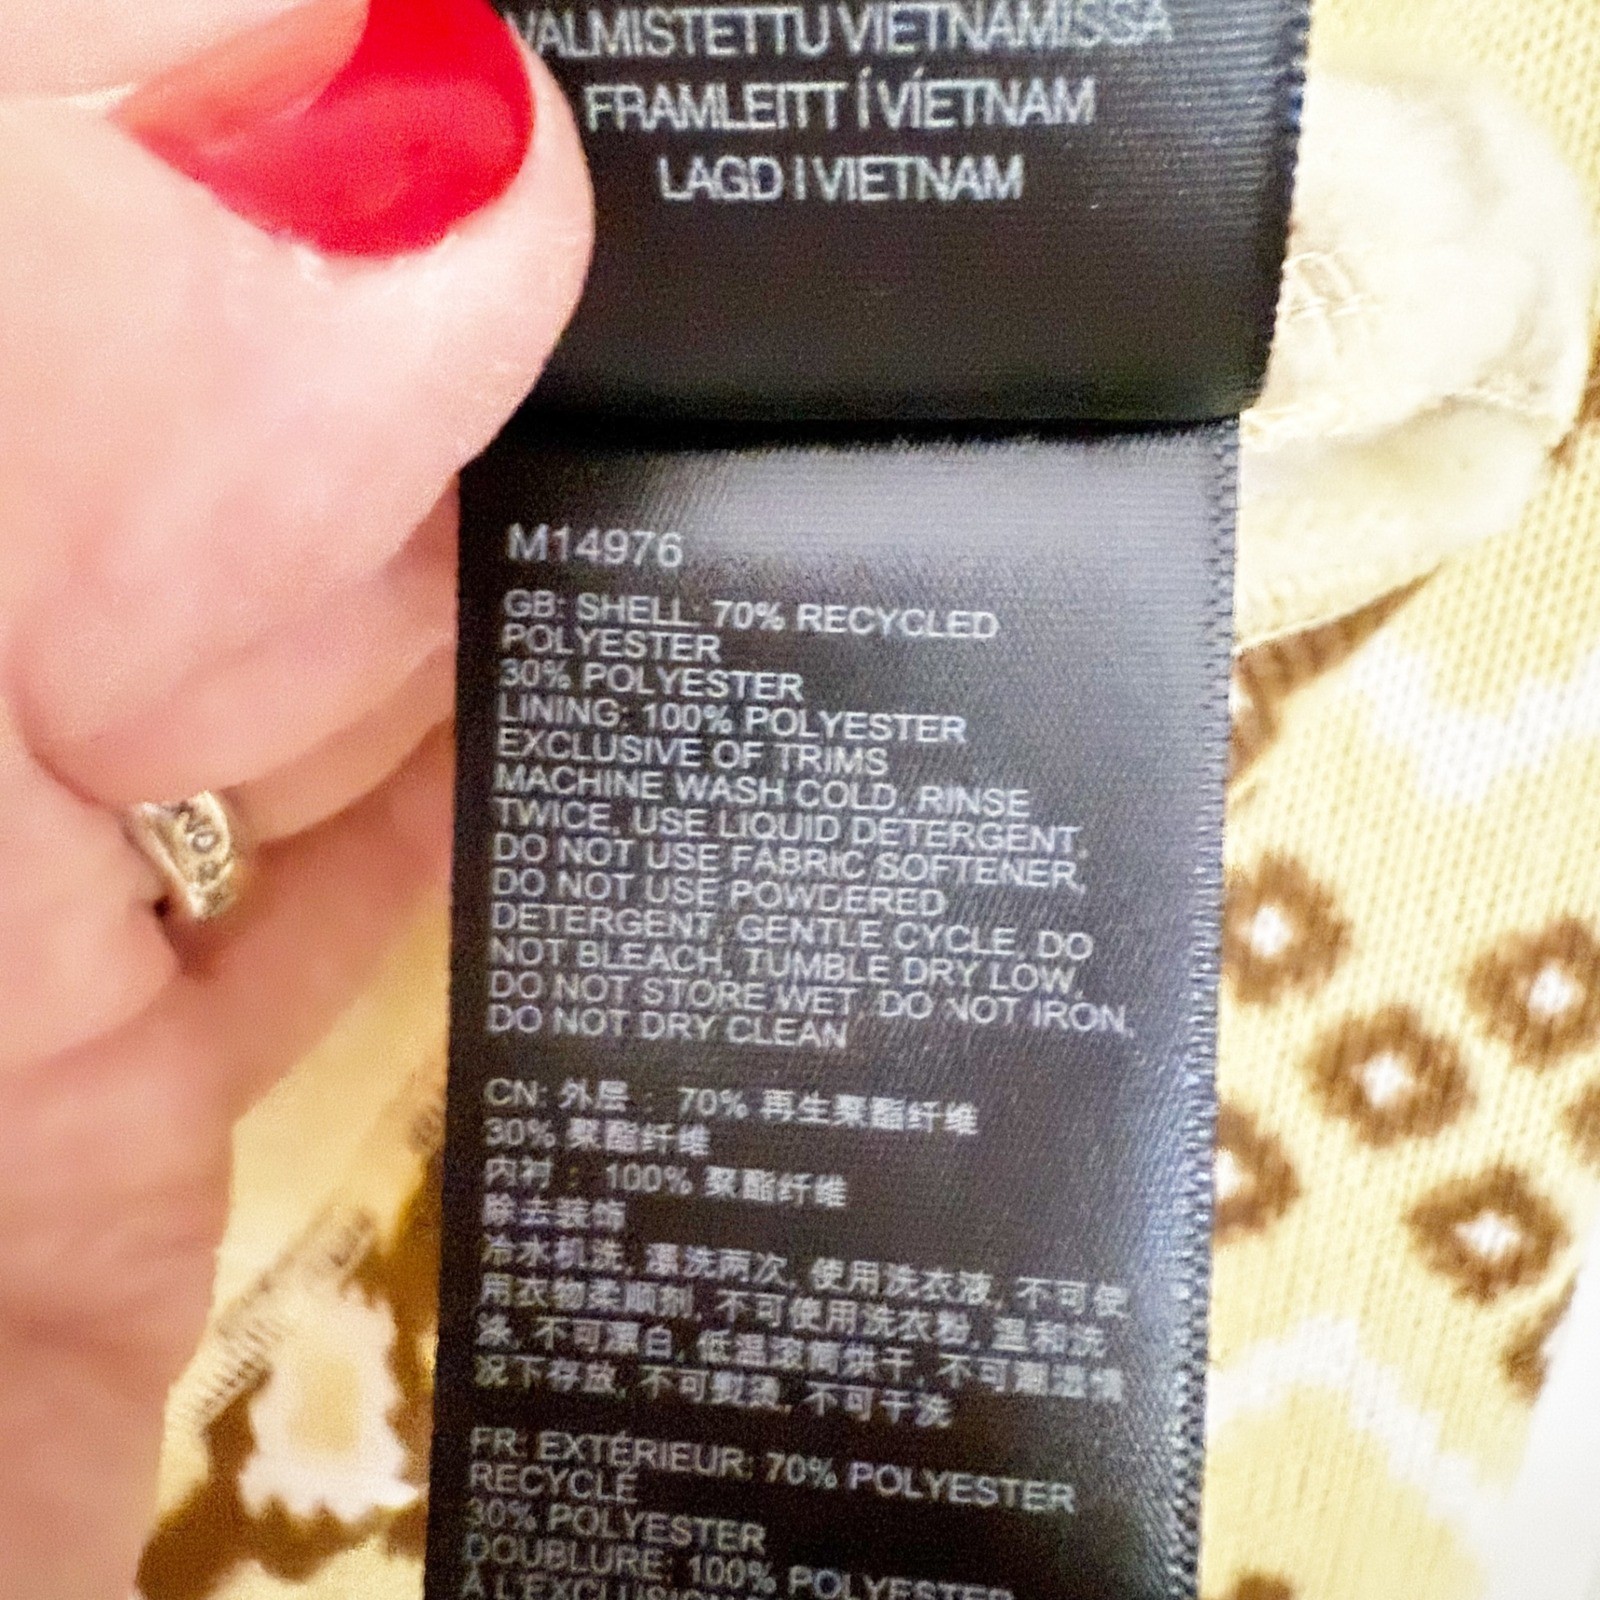 VALMISTETTU VIETNAMISSA
FRAMLEITT Í VÍETNAM
LAGD I VIETNAM
M14976
GB: SHELL: 70% RECYCLED
POLYESTER
30% POLYESTER
LINING: 100% POLYESTER
EXCLUSIVE OF TRIMS
MACHINE WASH COLD, RINSE
TWICE, USE LIQUID DETERGENT,
DO NOT USE FABRIC SOFTENER,
DO NOT USE POWDERED
DETERGENT, GENTLE CYCLE, DO
NOT BLEACH, TUMBLE DRY LOW,
DO NOT STORE WET, DO NOT IRON,
DO NOT DRY CLEAN
CN: 外层： 70% 再生聚酯纤维
30% 聚酯纤维
内衬： 100% 聚酯纤维
除去装饰
冷水机洗, 漂洗两次, 使用洗衣液, 不可使
用衣物柔顺剂, 不可使用洗衣粉, 温和洗
涤, 不可漂白, 低温滚筒烘干, 不可潮湿情
况下存放, 不可熨烫, 不可干洗
FR: EXTÉRIEUR: 70% POLYESTER
RECYCLÉ
30% POLYESTER
DOUBLURE: 100% POLYESTER